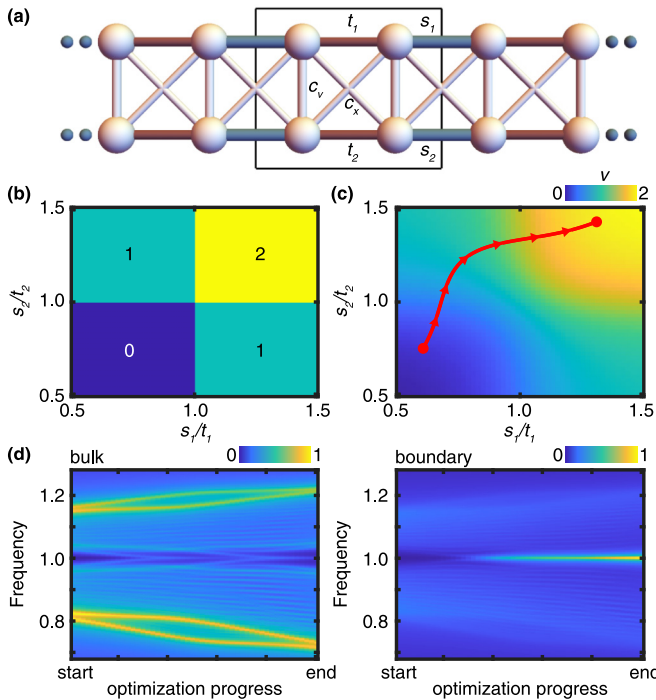 (a)
t1 s1
cv
cx
t2 s2
(b) (c) 0 ν 2
1.5 1.5
1 2
s2/t2 1.0 s2/t2 1.0
0 1
0.5 0.5
0.5 1.0 1.5 0.5 1.0 1.5
s1/t1 s1/t1
(d) bulk 0 1 boundary 0 1
1.2 1.2
Frequency 1.0 Frequency 1.0
0.8 0.8
start end start end
optimization progress optimization progress